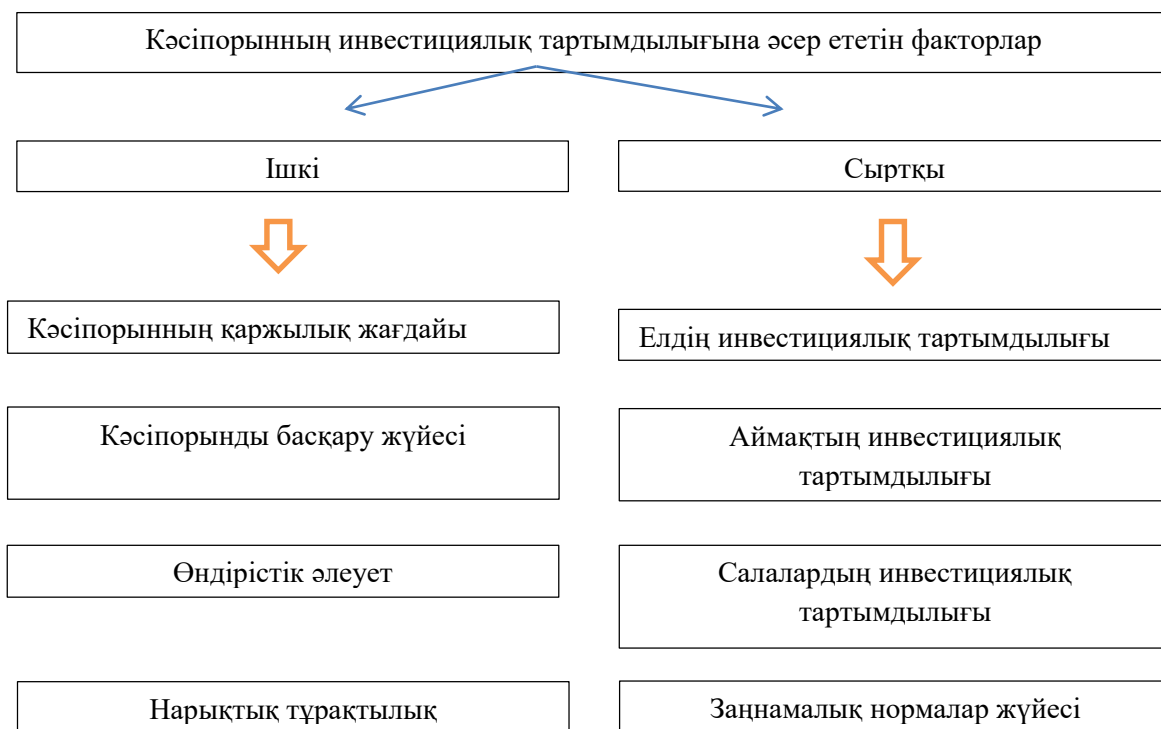 Кәсіпорынның инвестициялық тартымдылығына әсер ететін факторлар
Ішкі
Сыртқы
Кәсіпорынның қаржылық жағдайы
Елдің инвестициялық тартымдылығы
Кәсіпорынды басқару жүйесі
Аймақтың инвестициялық
тартымдылығы
Өндірістік әлеует
Салалардың инвестициялық
тартымдылығы
Нарықтық тұрақтылық
Заңнамалық нормалар жүйесі